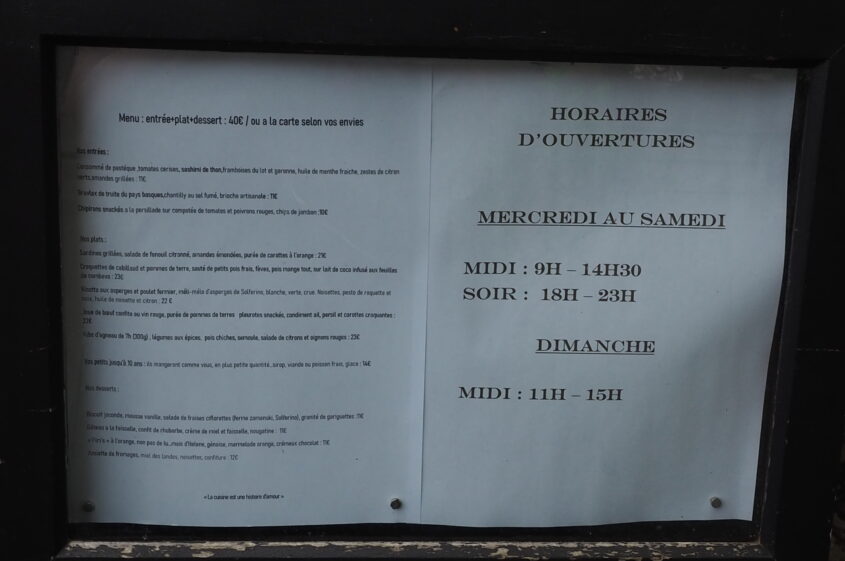 Menu : entrée+plat+dessert : 40€ / ou a la carte selon vos envies
Nos entrées :
Consommé de pastèque ,tomates cerises, sashimi de thon,framboises du lot et garonne, huile de menthe fraiche, zestes de citron
verts,amandes grillées : 11€
de truite du pays basques,chantilly au sel fumé, brioche artisanale : 11€
Chipirons snackés a la persillade sur compotée de tomates et poivrons rouges, chips de jambon :10€
Nos plats :
Sardines grillées, salade de fenouil citronné, amandes émondées, purée de carottes à l'orange : 21€
Croquettes de cabillaud et pommes de terre, sauté de petits pois frais, fèves, pois mange tout, sur lait de coco infusé aux feuilles
de combava : 23€
Risotto aux asperges et poulet fermier, méli-mélo d'asperges de Solferino, blanche, verte, crue. Noisettes, pesto de roquette et
noix, huile de noisette et citron : 22 €
Joue de bœuf confite au vin rouge, purée de pommes de terres pleurotes snackés, condiment ail, persil et carottes croquantes :
23€
d'agneau de 7h (300g) ; légumes aux épices, pois chiches, semoule, salade de citrons et oignons rouges : 23€
Nos petits jusqu'à 10 ans : ils mangeront comme vous, en plus petite quantité ,sirop, viande ou poisson frais, glace : 14€
Nos desserts :
Biscuit joconde, mousse vanille, salade de fraises ciflorettes (ferme zamanski, Solferino), granité de gariguettes :11€
a la faisselle, confit de rhubarbe, crème de miel et faisselle, nougatine : 11€
à l'orange, non pas de la..mais d'Hélène, génoise, marmelade orange, crémeux chocolat : 11€
Assiette de fromages, miel des landes, noisettes, confiture : 12€
« La cuisine est une histoire d'amour »
HORAIRES
D'OUVERTURES
MERCREDI AU SAMEDI
MIDI : 9H – 14H30
SOIR : 18H – 23H
DIMANCHE
MIDI : 11H – 15H